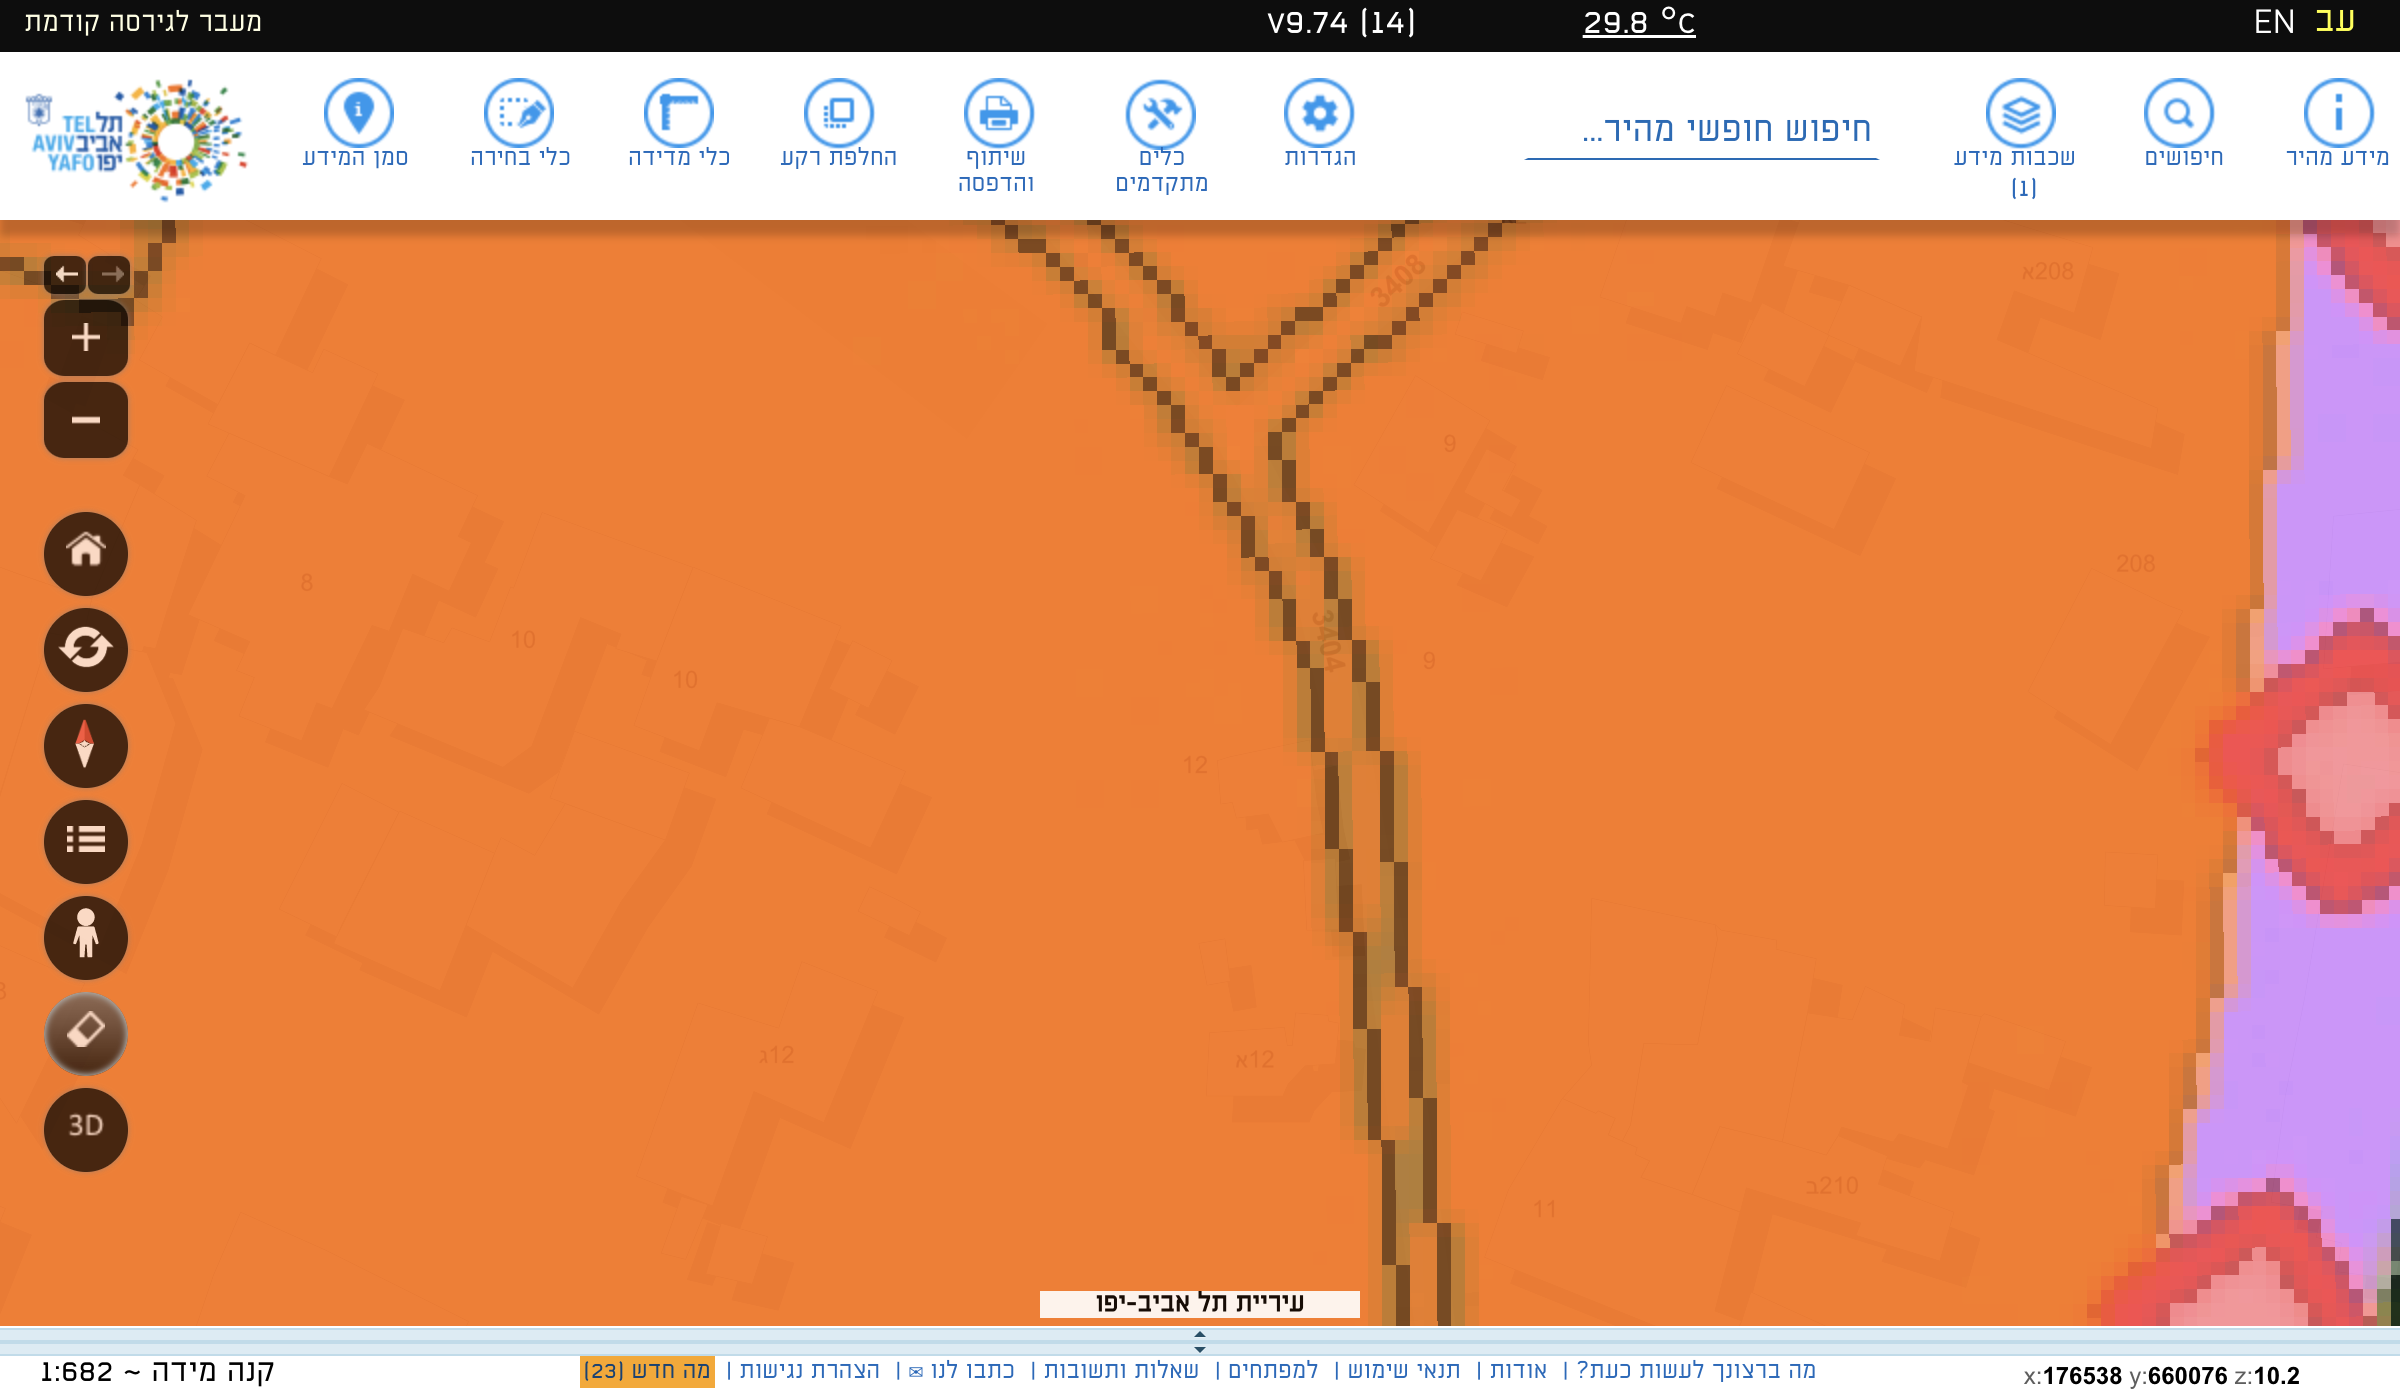 עב EN
29.8 °C
V9.74 (14)
מעבר לגירסה קודמת
מידע מהיר
חיפושים
שכבות מידע
(1)
חיפוש חופשי מהיר...
הגדרות
כלים
מתקדמים
שיתוף
והדפסה
החלפת רקע
כלי מדידה
כלי בחירה
סמן המידע
TEL תל
AVIV אביב
YAFO יפו
3408
208א
9
208
8
10
3404
9
10
12
12ג
12א
210ב
11
3D
עיריית תל אביב-יפו
x:176538 y:660076 z:10.2
מה ברצונך לעשות כעת? | אודות | תנאי שימוש | למפתחים | שאלות ותשובות | כתבו לנו ✉ | הצהרת נגישות | מה חדש (23)
קנה מידה ~ 1:682